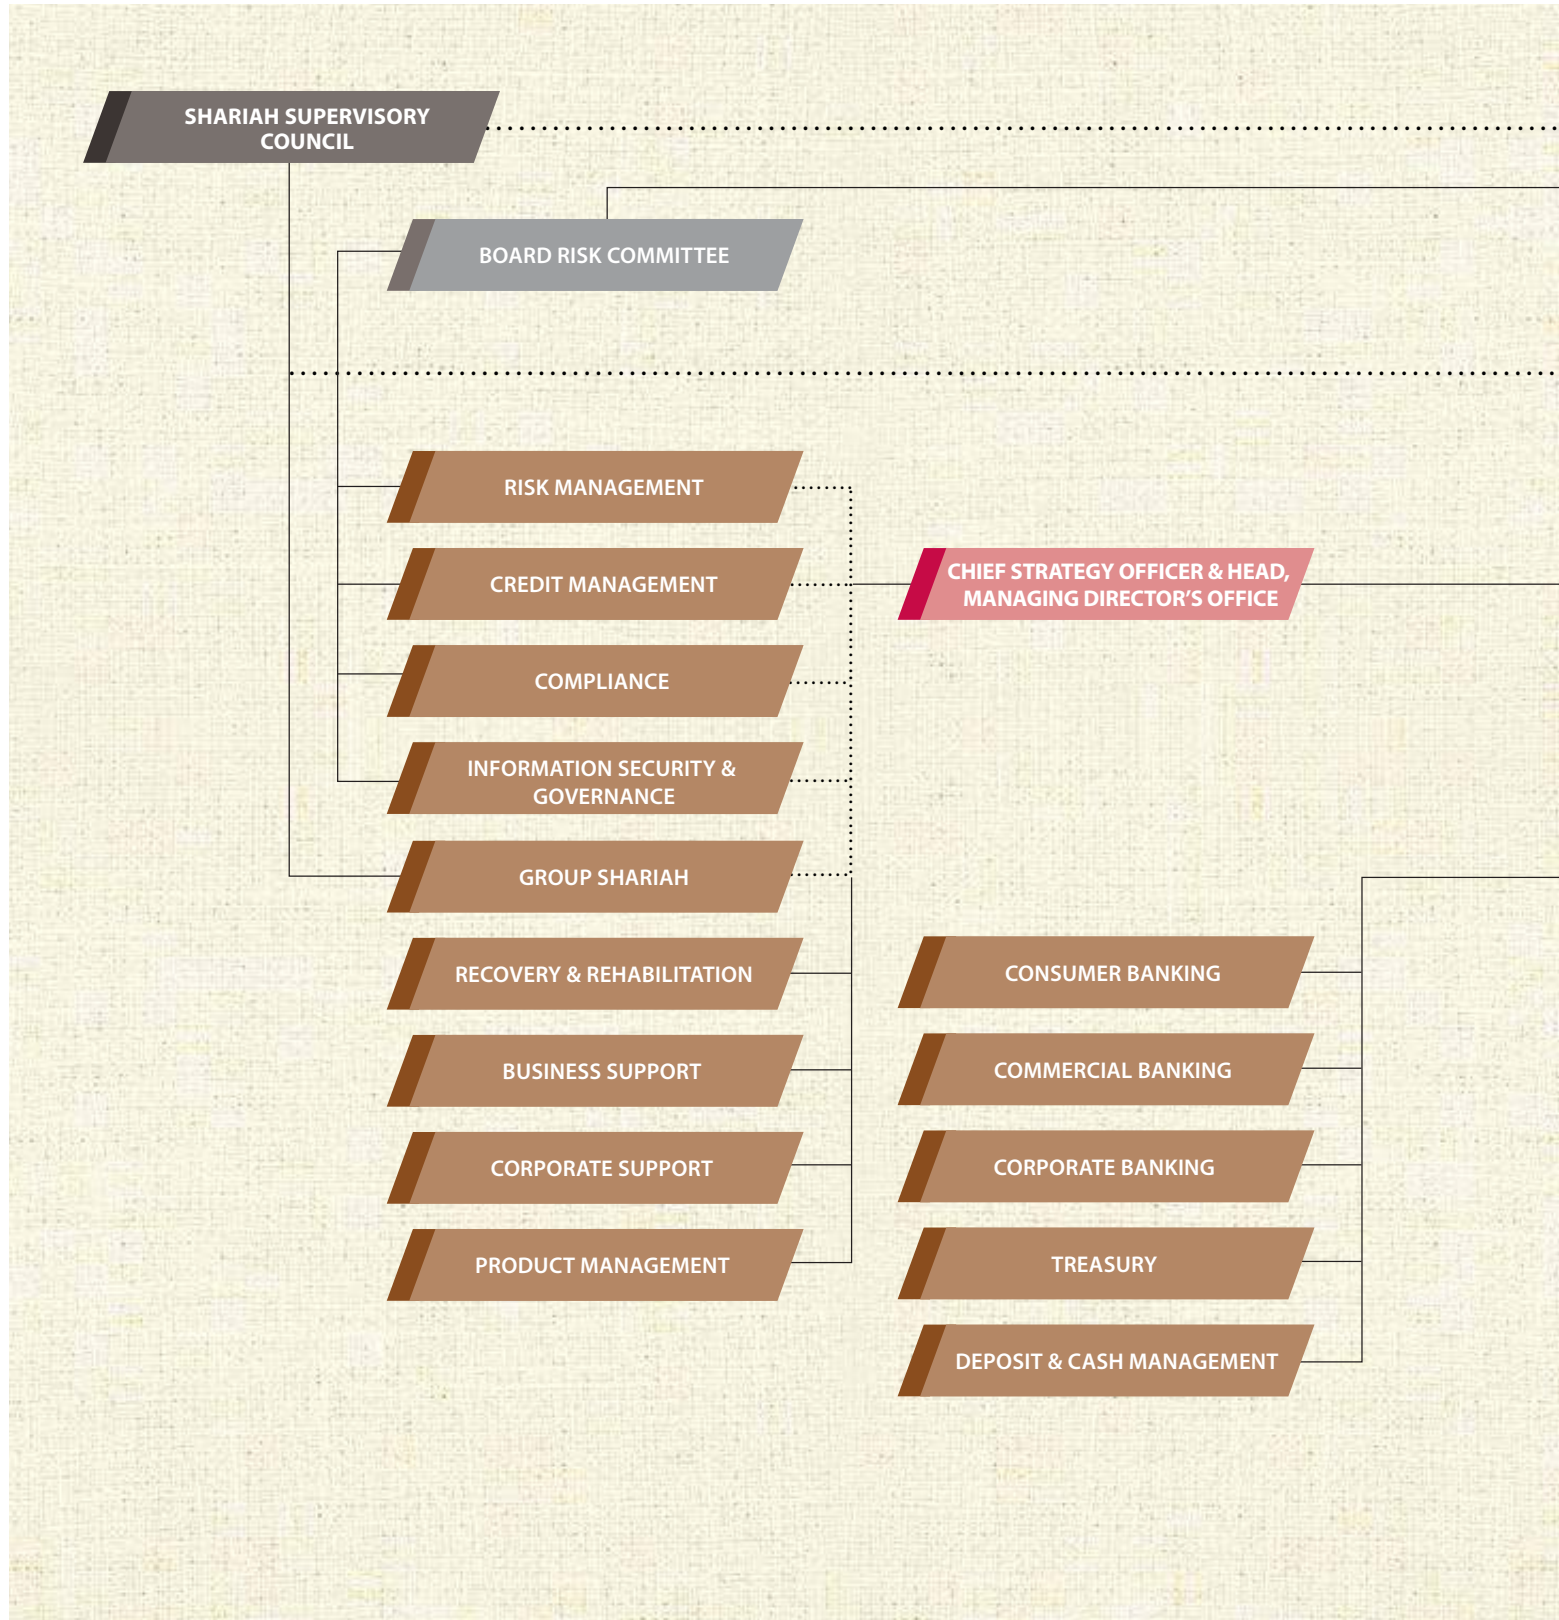 SHARIAH SUPERVISORY
COUNCIL
BOARD RISK COMMITTEE
RISK MANAGEMENT
CREDIT MANAGEMENT
COMPLIANCE
INFORMATION SECURITY &
GOVERNANCE
GROUP SHARIAH
RECOVERY & REHABILITATION
BUSINESS SUPPORT
CORPORATE SUPPORT
PRODUCT MANAGEMENT
CHIEF STRATEGY OFFICER & HEAD,
MANAGING DIRECTOR’S OFFICE
CONSUMER BANKING
COMMERCIAL BANKING
CORPORATE BANKING
TREASURY
DEPOSIT & CASH MANAGEMENT